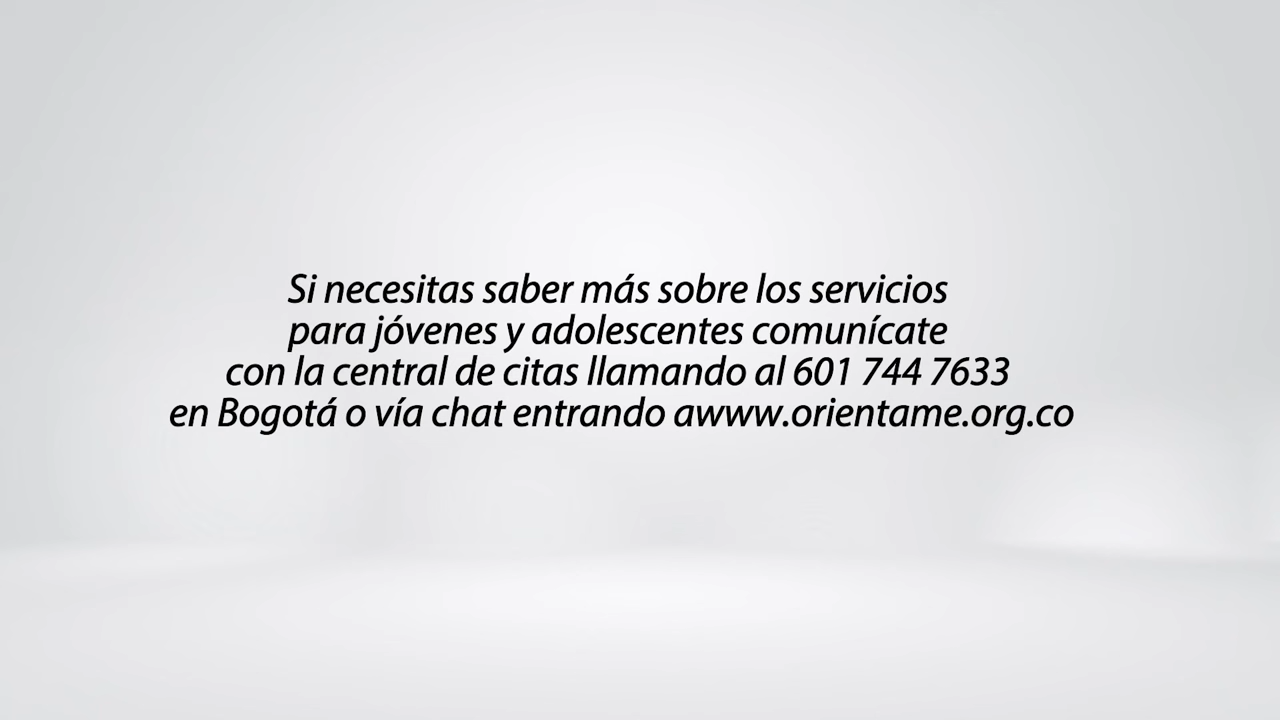 Si necesitas saber más sobre los servicios
para jóvenes y adolescentes comunícate
con la central de citas llamando al 601 744 7633
en Bogotá o vía chat entrando awww.orientame.org.co